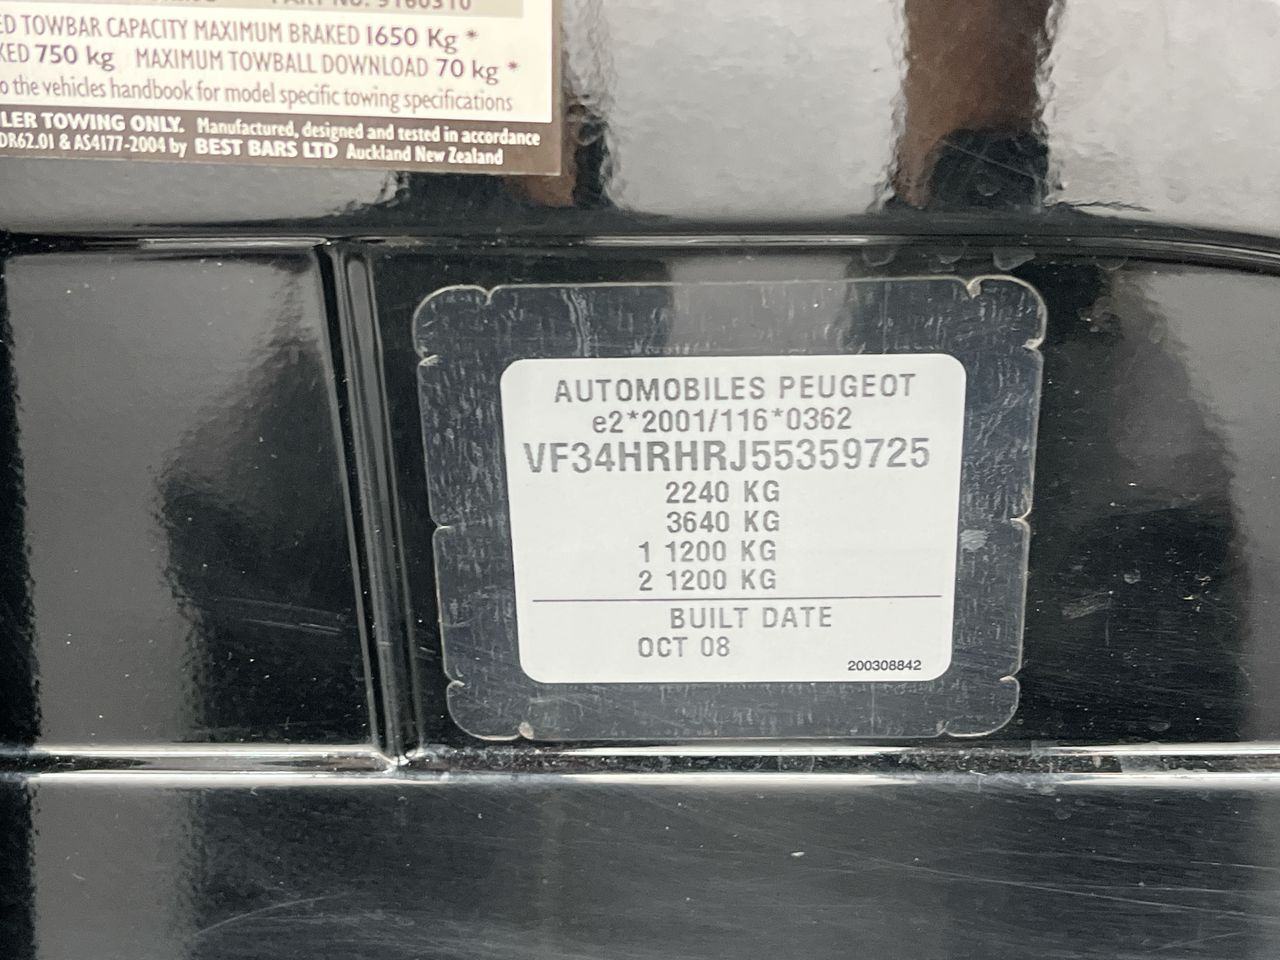 PART NO. 9160310
ED TOWBAR CAPACITY MAXIMUM BRAKED 1650 Kg *
KED 750 kg MAXIMUM TOWBALL DOWNLOAD 70 kg *
o the vehicles handbook for model specific towing specifications
LER TOWING ONLY. Manufactured, designed and tested in accordance
DR62.01 & AS4177-2004 by BEST BARS LTD Auckland New Zealand
AUTOMOBILES PEUGEOT
e2*2001/116*0362
VF34HRHRJ55359725
2240 KG
3640 KG
1 1200 KG
2 1200 KG
BUILT DATE
OCT 08
200308842